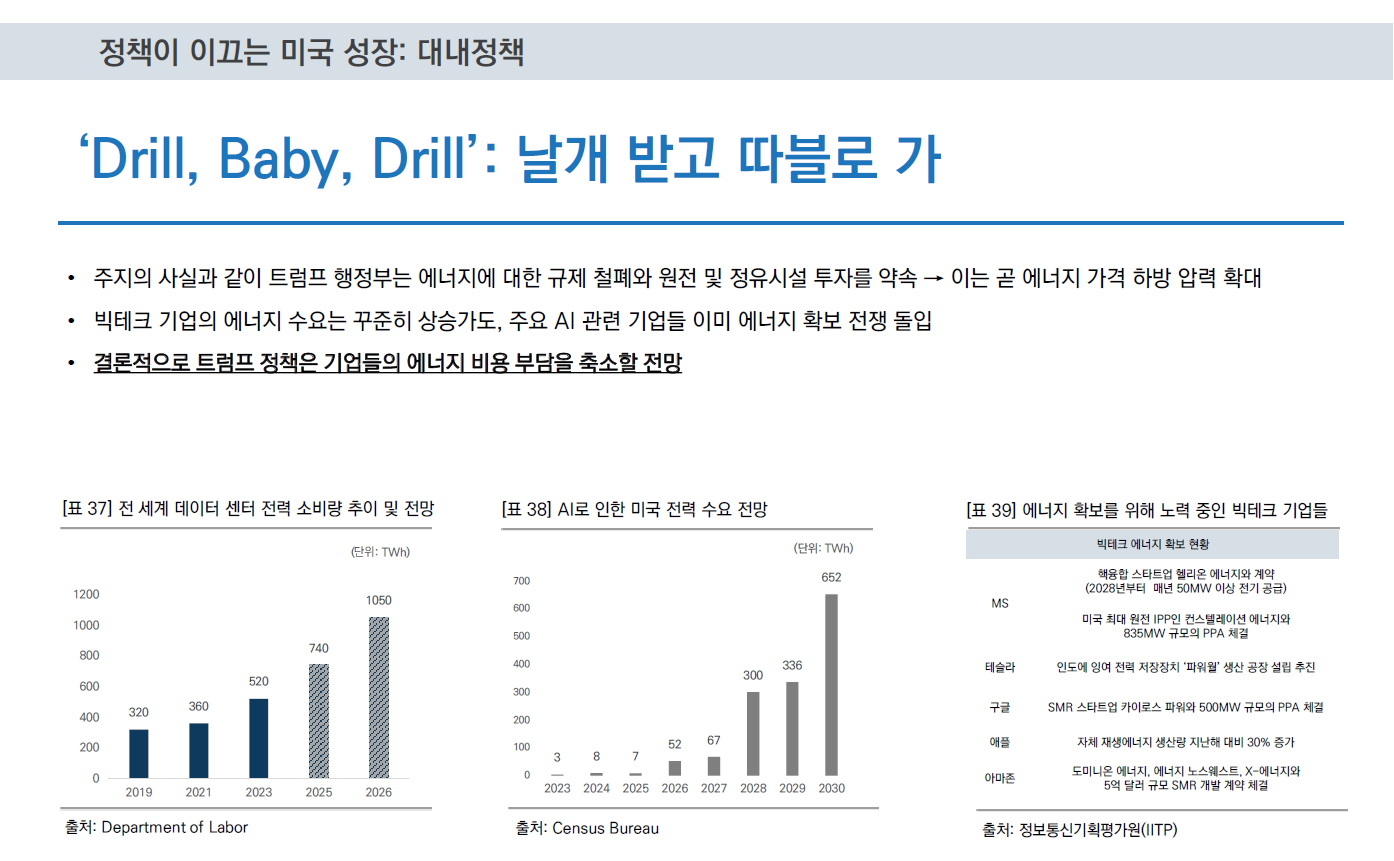 정책이 이끄는 미국 성장: 대내정책
‘Drill, Baby, Drill’: 날개 받고 따블로 가
• 주지의 사실과 같이 트럼프 행정부는 에너지에 대한 규제 철폐와 원전 및 정유시설 투자를 약속 → 이는 곧 에너지 가격 하방 압력 확대
• 빅테크 기업의 에너지 수요는 꾸준히 상승가도, 주요 AI 관련 기업들 이미 에너지 확보 전쟁 돌입
• 결론적으로 트럼프 정책은 기업들의 에너지 비용 부담을 축소할 전망
[표 37] 전 세계 데이터 센터 전력 소비량 추이 및 전망
(단위: TWh)
1200
1000
800
600
400
200
0
320
360
520
740
1050
2019 2021 2023 2025 2026
출처: Department of Labor
[표 38] AI로 인한 미국 전력 수요 전망
(단위: TWh)
700
600
500
400
300
200
100
0
3
8
7
52
67
300
336
652
2023 2024 2025 2026 2027 2028 2029 2030
출처: Census Bureau
[표 39] 에너지 확보를 위해 노력 중인 빅테크 기업들
빅테크 에너지 확보 현황
MS
핵융합 스타트업 헬리온 에너지와 계약
(2028년부터 매년 50MW 이상 전기 공급)
미국 최대 원전 IPP인 컨스텔레이션 에너지와
835MW 규모의 PPA 체결
테슬라 인도에 잉여 전력 저장장치 ‘파워월’ 생산 공장 설립 추진
구글 SMR 스타트업 카이로스 파워와 500MW 규모의 PPA 체결
애플 자체 재생에너지 생산량 지난해 대비 30% 증가
아마존
도미니온 에너지, 에너지 노스웨스트, X-에너지와
5억 달러 규모 SMR 개발 계약 체결
출처: 정보통신기획평가원(IITP)